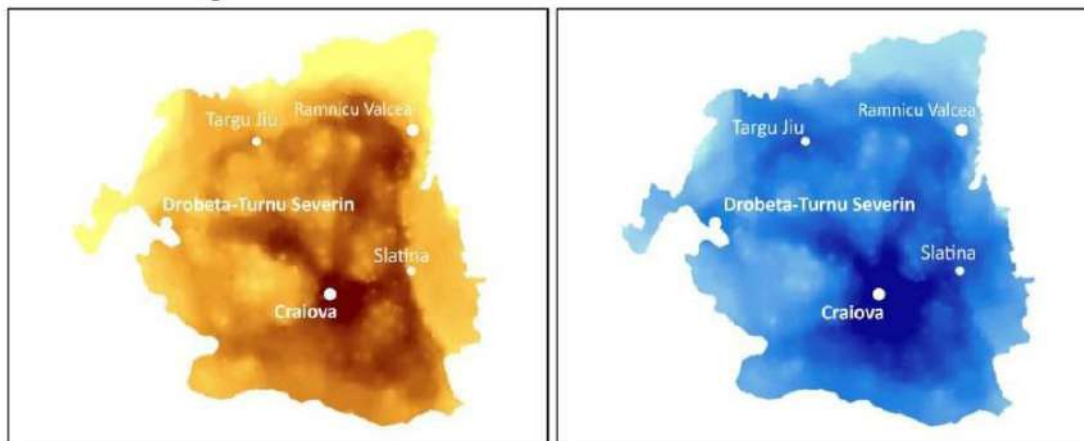 Ramnicu Valcea
Targu Jiu
Drobeta-Turnu Severin
Slatina
Craiova
Ramnicu Valcea
Targu Jiu
Drobeta-Turnu Severin
Slatina
Craiova